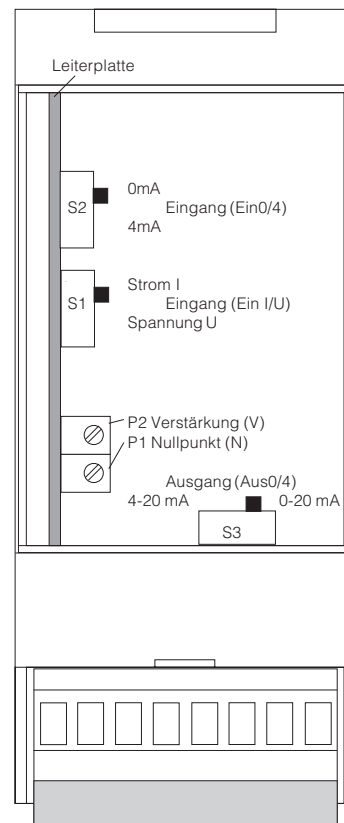 Leiterplatte
0mA
S2
Eingang (Ein0/4)
4mA
Strom I
S1
Eingang (Ein I/U)
Spannung U
P2 Verstärkung (V)
P1 Nullpunkt (N)
Ausgang (Aus0/4)
4-20 mA
0-20 mA
S3